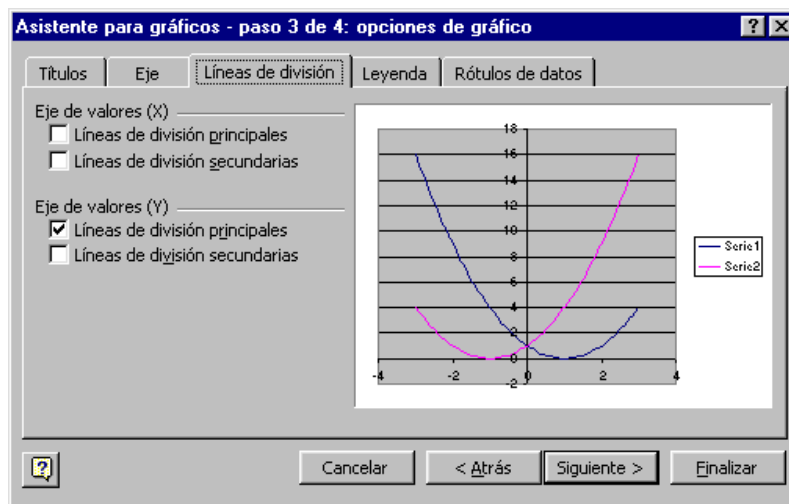 Asistente para gráficos - paso 3 de 4: opciones de gráfico
Títulos
Eje
Líneas de división
Leyenda
Rótulos de datos
Eje de valores (X)
Líneas de división principales
Líneas de división secundarias
Eje de valores (Y)
Líneas de división principales
Líneas de división secundarias
18
16
14
12
10
8
6
4
2
0
-2
-4
-2
0
2
4
Serie1
Serie2
Cancelar
< Atrás
Siguiente >
Finalizar